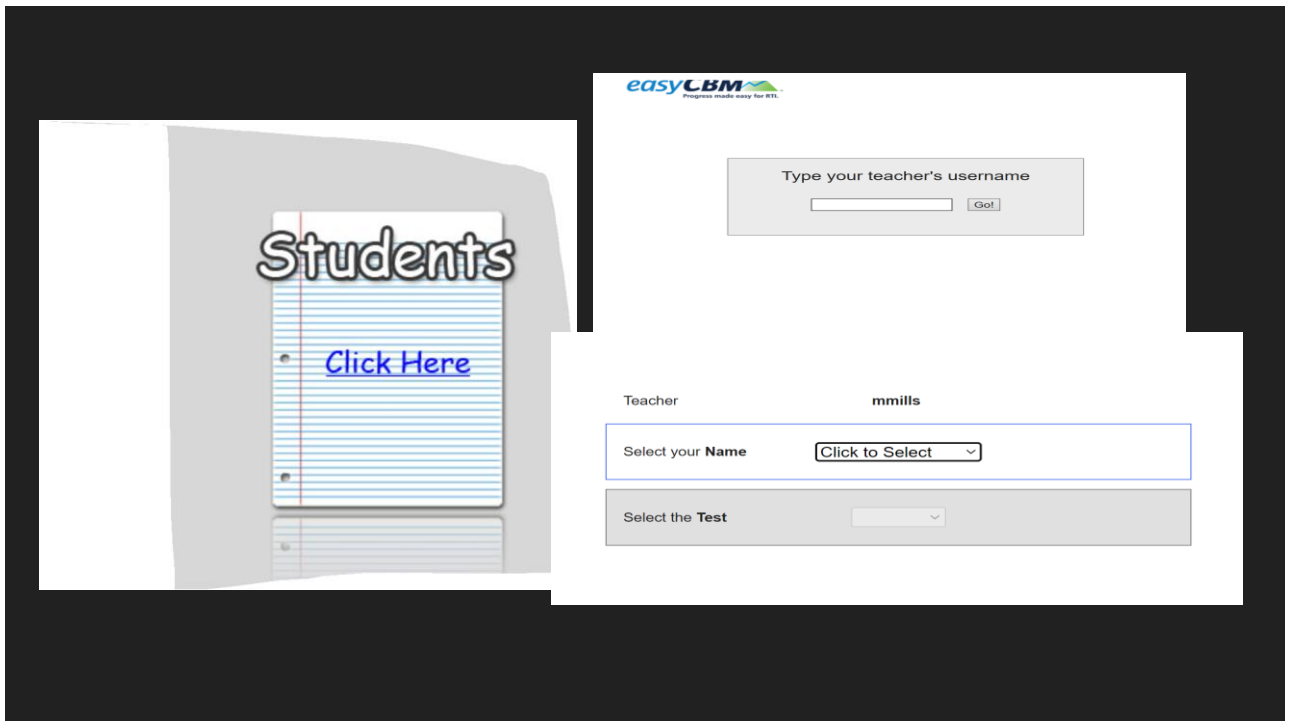 Students
Click Here
easyCBM
Progress made easy for RTI.
Type your teacher's username
Go!
Teacher mmills
Select your Name Click to Select
Select the Test